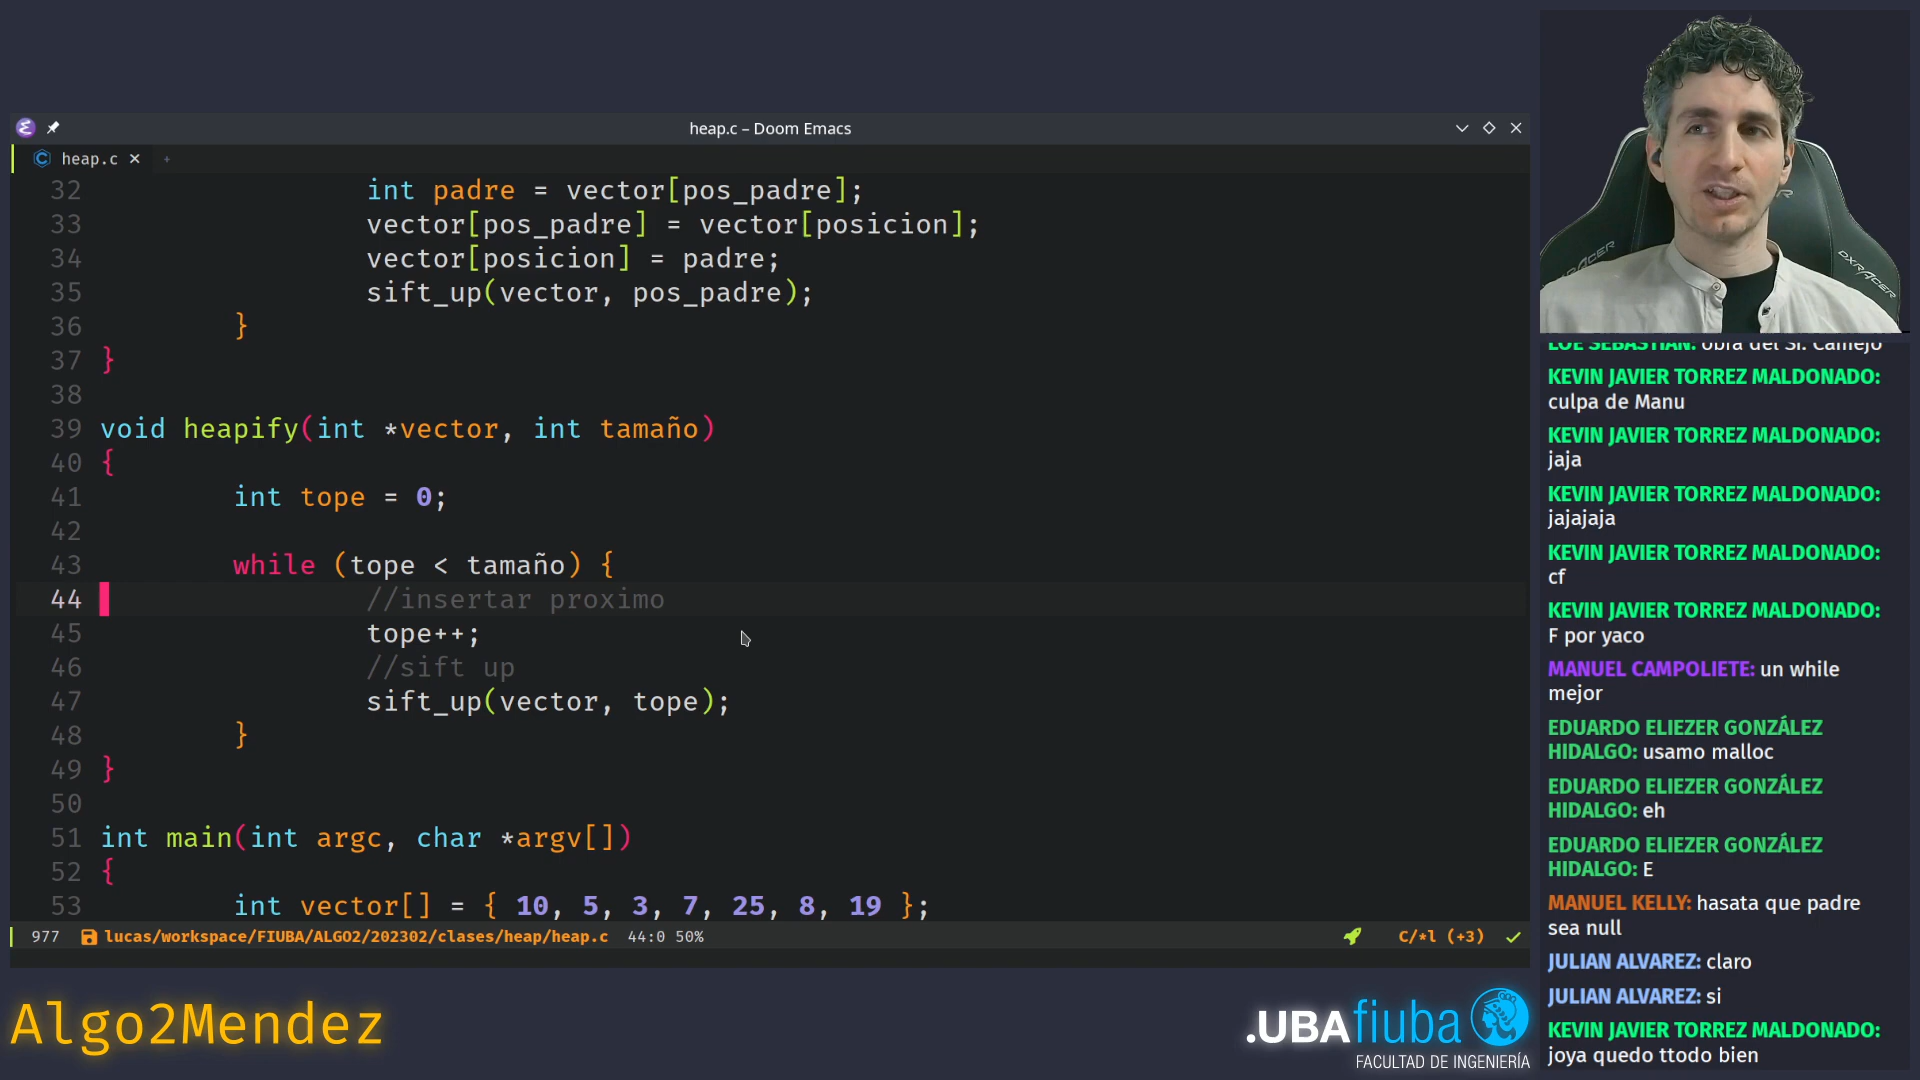 heap.c – Doom Emacs
heap.c
32 int padre = vector[pos_padre];
33 vector[pos_padre] = vector[posicion];
34 vector[posicion] = padre;
35 sift_up(vector, pos_padre);
36 }
37 }
38
39 void heapify(int *vector, int tamaño)
40 {
41 int tope = 0;
42
43 while (tope < tamaño) {
44 //insertar proximo
45 tope++;
46 //sift up
47 sift_up(vector, tope);
48 }
49 }
50
51 int main(int argc, char *argv[])
52 {
53 int vector[] = { 10, 5, 3, 7, 25, 8, 19 };
977 lucas/workspace/FIUBA/ALGO2/202302/clases/heap/heap.c 44:0 50% C/*l (+3)
DXRACER
LOE SEBASTIAN: obra del Sr. Camejo
KEVIN JAVIER TORREZ MALDONADO:
culpa de Manu
KEVIN JAVIER TORREZ MALDONADO:
jaja
KEVIN JAVIER TORREZ MALDONADO:
jajajaja
KEVIN JAVIER TORREZ MALDONADO:
cf
KEVIN JAVIER TORREZ MALDONADO:
F por yaco
MANUEL CAMPOLIETE: un while
mejor
EDUARDO ELIEZER GONZÁLEZ
HIDALGO: usamo malloc
EDUARDO ELIEZER GONZÁLEZ
HIDALGO: eh
EDUARDO ELIEZER GONZÁLEZ
HIDALGO: E
MANUEL KELLY: hasata que padre
sea null
JULIAN ALVAREZ: claro
JULIAN ALVAREZ: si
KEVIN JAVIER TORREZ MALDONADO:
joya quedo ttodo bien
Algo2Mendez
.UBAfiuba
FACULTAD DE INGENIERÍA